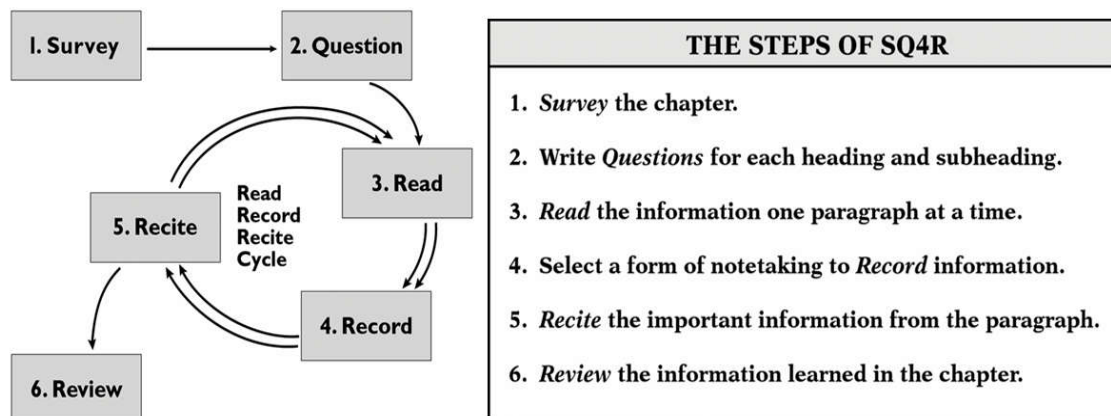 1. Survey
2. Question
3. Read
Read
Record
Recite
Cycle
5. Recite
4. Record
6. Review
THE STEPS OF SQ4R
1. Survey the chapter.
2. Write Questions for each heading and subheading.
3. Read the information one paragraph at a time.
4. Select a form of notetaking to Record information.
5. Recite the important information from the paragraph.
6. Review the information learned in the chapter.